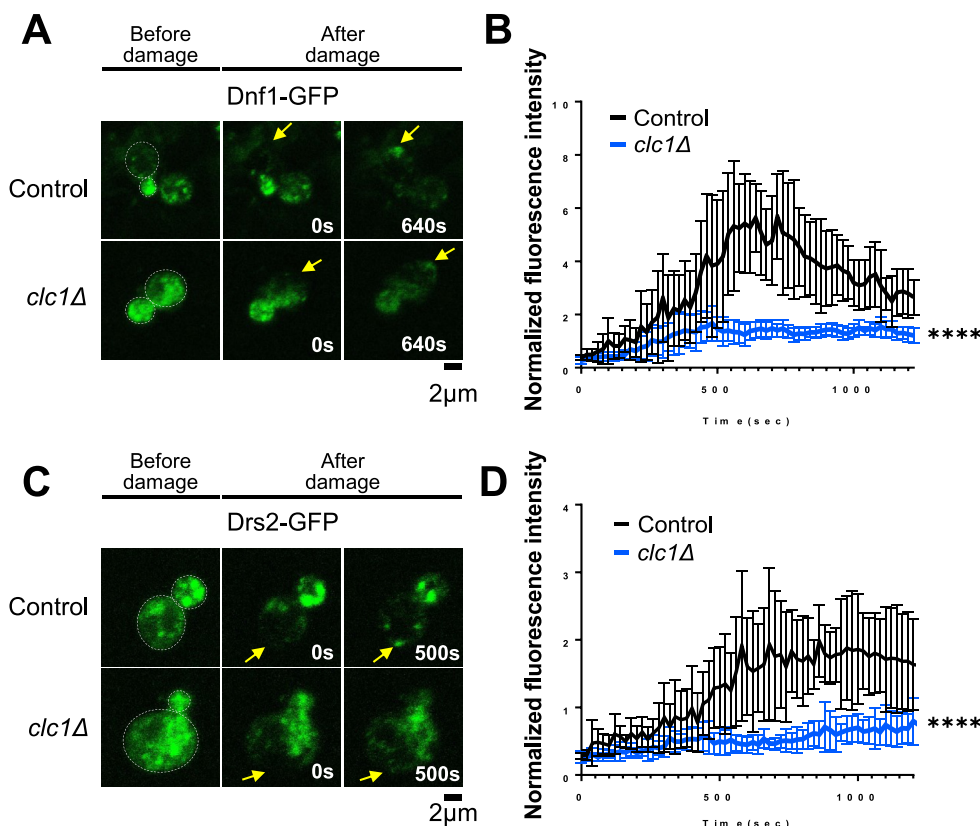 A
Before damage
After damage
Dnf1-GFP
Control
0s
640s
clc1Δ
0s
640s
2μm
B
Normalized fluorescence intensity
10
8
6
4
2
0
Control
clc1Δ
****
0
500
1000
Time(sec)
C
Before damage
After damage
Drs2-GFP
Control
0s
500s
clc1Δ
0s
500s
2μm
D
Normalized fluorescence intensity
4
3
2
1
0
Control
clc1Δ
****
0
500
1000
Time(sec)